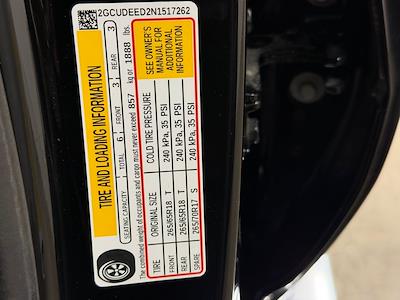 2GCUDEED2N1517262
TIRE AND LOADING INFORMATION
SEATING CAPACITY TOTAL 6 FRONT 3 REAR 3
The combined weight of occupants and cargo must never exceed 857 kg or 1888 lbs.
TIRE ORIGINAL SIZE COLD TIRE PRESSURE
FRONT 265/65R18 T 240 kPa, 35 PSI
REAR 265/65R18 T 240 kPa, 35 PSI
SPARE 265/70R17 S 240 kPa, 35 PSI
SEE OWNER'S
MANUAL FOR
ADDITIONAL
INFORMATION